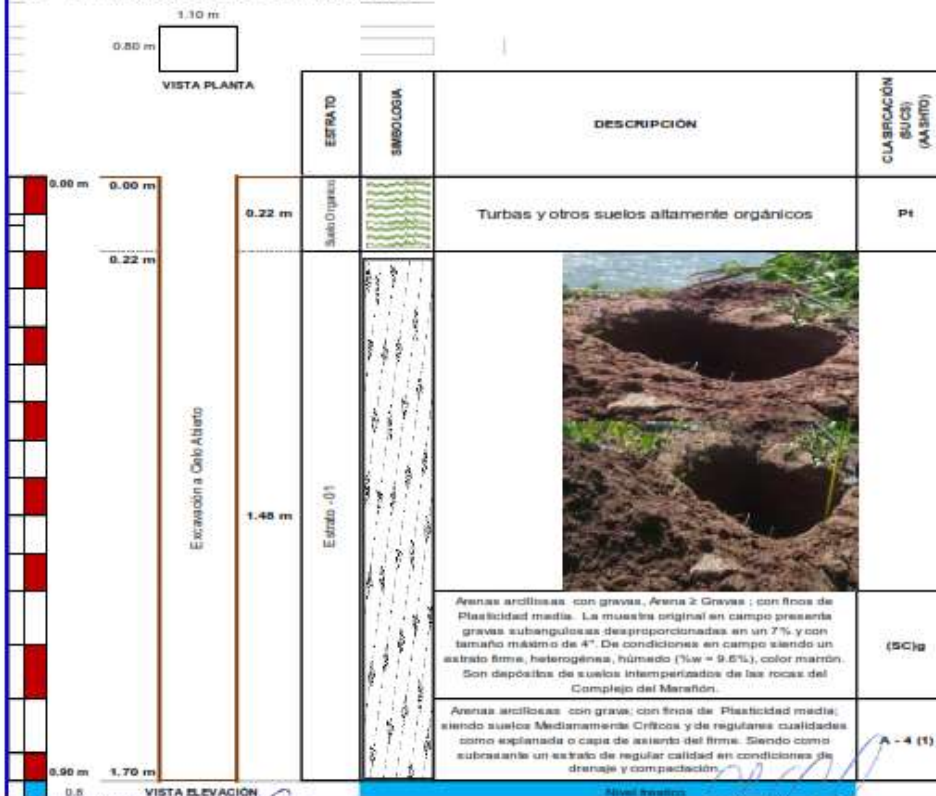 1.10 m
0.80 m
VISTA PLANTA
ESTRATO
SIMBOLOGIA
DESCRIPCIÓN
CLASIFICACIÓN
(SUCS)
(AASHTO)
0.00 m
0.00 m
0.22 m
Suelo Organico
Turbas y otros suelos altamente orgánicos
Pt
0.22 m
Excavación a Cielo Abierto
1.48 m
Estrato -01
Arenas arcillosas con gravas, Arena ≥ Gravas ; con finos de
Plasticidad media. La muestra original en campo presenta
gravas subangulosas desproporcionadas en un 7% y con
tamaño máximo de 4". De condiciones en campo siendo un
estrato firme, heterogénea, húmedo (%w = 9.6%), color marrón.
Son depósitos de suelos intemperizados de las rocas del
Complejo del Marañón.
(SC)g
Arenas arcillosas con grava; con finos de Plasticidad media;
siendo suelos Medianamente Críticos y de regulares cualidades
como explanada o capa de asiento del firme. Siendo como
subrasante un estrato de regular calidad en condiciones de
drenaje y compactación.
A - 4 (1)
0.90 m
1.70 m
0.5
VISTA ELEVACIÓN
Nivel freatico